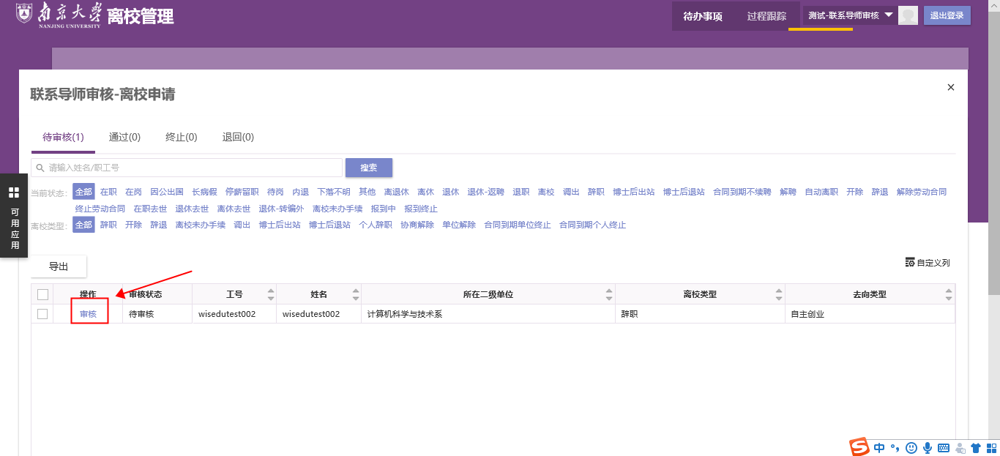 南京大学 离校管理
NANJING UNIVERSITY
待办事项 过程跟踪 测试-联系导师审核 退出登录
联系导师审核-离校申请
待审核(1) 通过(0) 终止(0) 退回(0)
请输入姓名/职工号 搜索
当前状态: 全部 在职 在岗 因公出国 长病假 停薪留职 待岗 内退 下落不明 其他 离退休 离休 退休 退休-返聘 退职 离校 调出 辞职 博士后出站 博士后退站 合同到期不续聘 解聘 自动离职 开除 辞退 解除劳动合同
终止劳动合同 在职去世 退休去世 离休去世 退休-转编外 离校未办手续 报到中 报到终止
离校类型: 全部 辞职 开除 辞退 离校未办手续 调出 博士后出站 博士后退站 个人辞职 协商解除 单位解除 合同到期单位终止 合同到期个人终止
可用应用
导出 自定义列
操作 审核状态 工号 姓名 所在二级单位 离校类型 去向类型
审核 待审核 wisedutest002 wisedutest002 计算机科学与技术系 辞职 自主创业
中